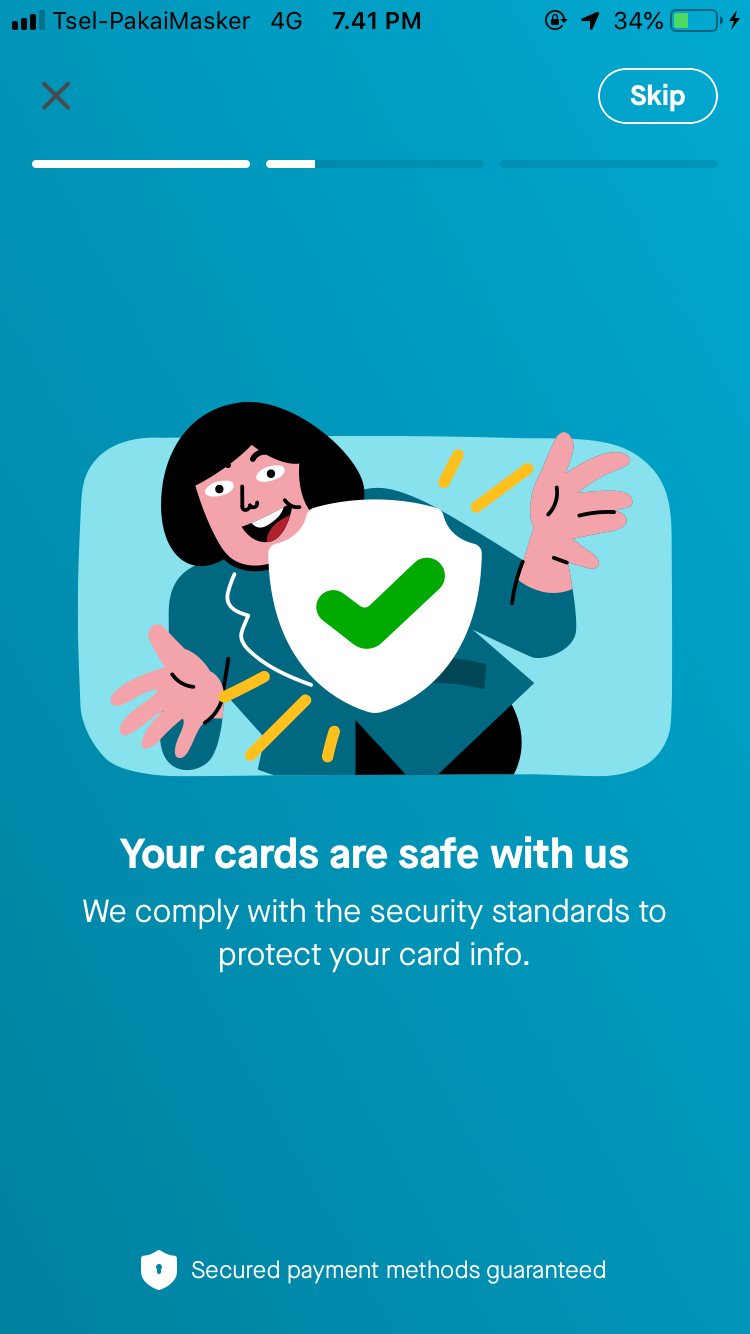 Tsel-PakaiMasker 4G 7.41 PM 34%
Skip
Your cards are safe with us
We comply with the security standards to
protect your card info.
Secured payment methods guaranteed